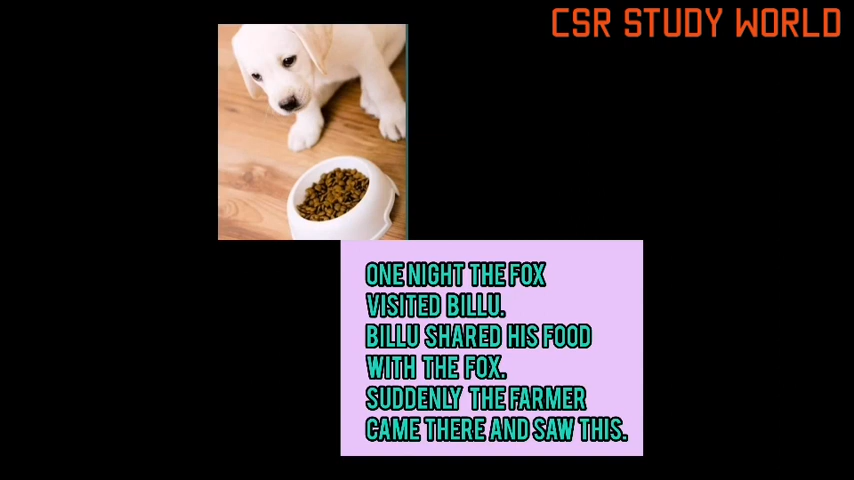 CSR STUDY WORLD
ONE NIGHT THE FOX
VISITED BILLU.
BILLU SHARED HIS FOOD
WITH THE FOX.
SUDDENLY THE FARMER
CAME THERE AND SAW THIS.